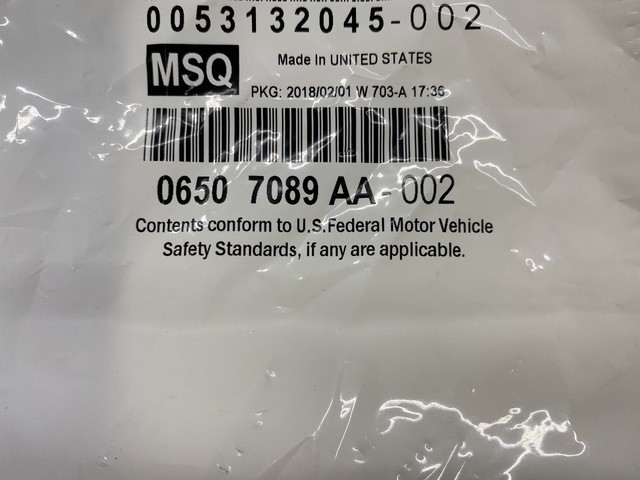 0053132045-002
MSQ
Made In UNITED STATES
PKG: 2018/02/01 W 703-A 17:36
0650 7089 AA-002
Contents conform to U.S.Federal Motor Vehicle
Safety Standards, if any are applicable.